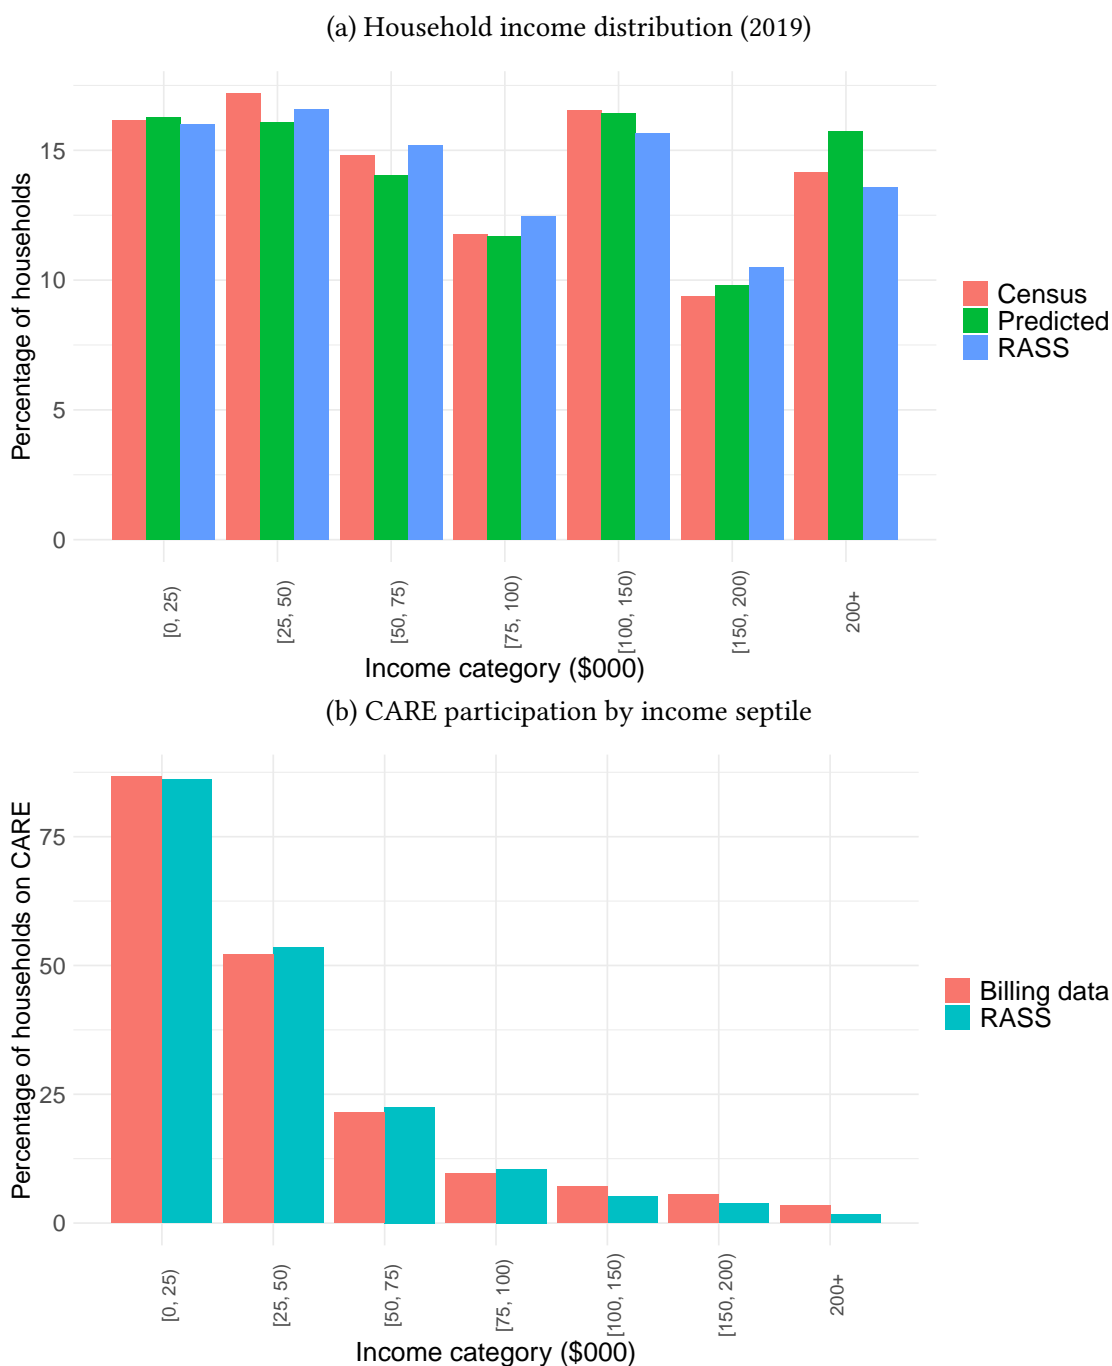 (a) Household income distribution (2019)
Percentage of households
15
10
5
0
[0, 25)
[25, 50)
[50, 75)
[75, 100)
[100, 150)
[150, 200)
200+
Income category ($000)
Census
Predicted
RASS
(b) CARE participation by income septile
Percentage of households on CARE
75
50
25
0
[0, 25)
[25, 50)
[50, 75)
[75, 100)
[100, 150)
[150, 200)
200+
Income category ($000)
Billing data
RASS